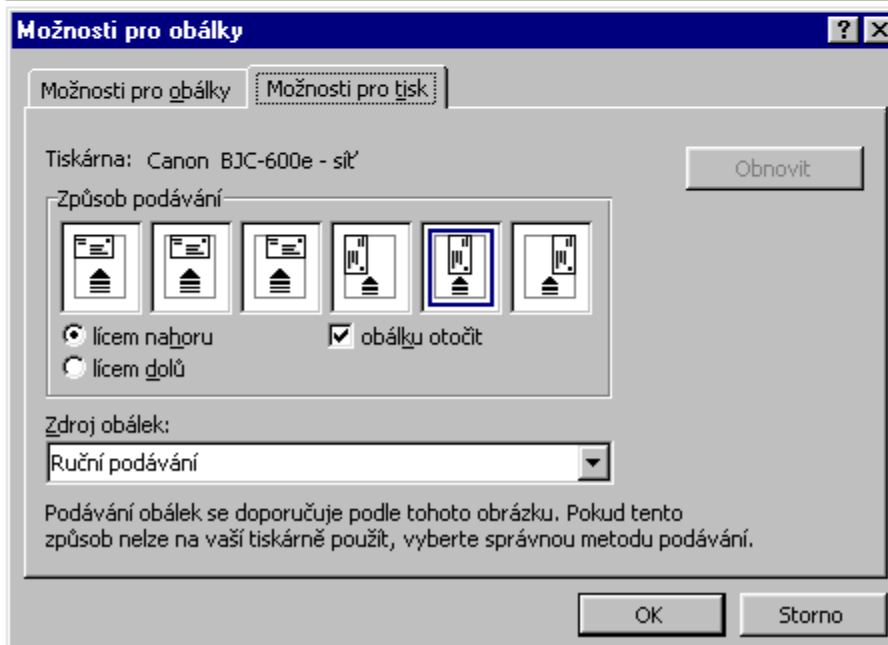 Možnosti pro obálky
Možnosti pro obálky
Možnosti pro tisk
Tiskárna: Canon BJC-600e - síť
Obnovit
Způsob podávání
lícem nahoru
obálku otočit
lícem dolů
Zdroj obálek:
Ruční podávání
Podávání obálek se doporučuje podle tohoto obrázku. Pokud tento
způsob nelze na vaší tiskárně použít, vyberte správnou metodu podávání.
OK
Storno